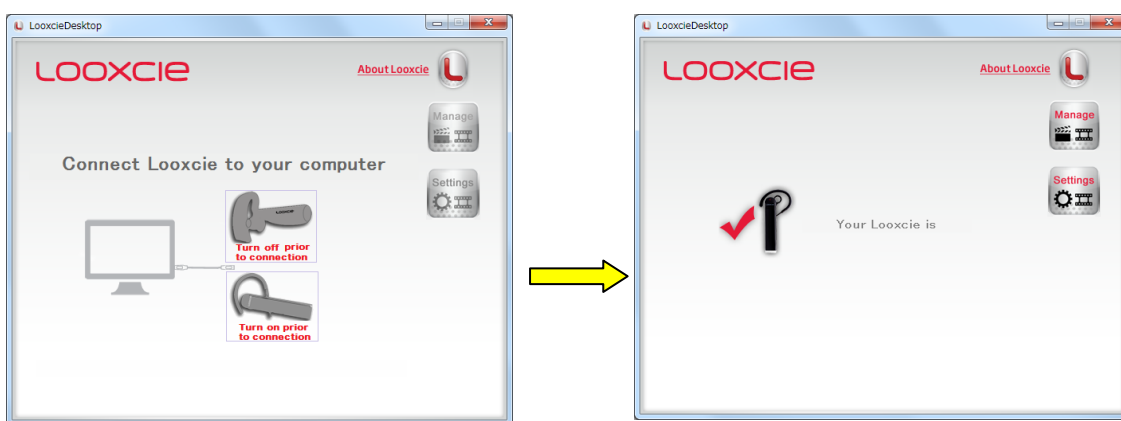 LooxcieDesktop
LOOXCIE
About Looxcie
Manage
Connect Looxcie to your computer
Settings
LOOXCIE
Turn off prior
to connection
Turn on prior
to connection
LooxcieDesktop
LOOXCIE
About Looxcie
Manage
Settings
Your Looxcie is